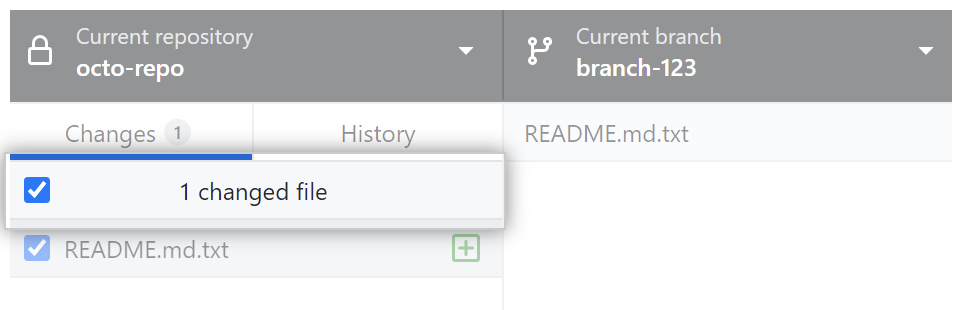 Current repository
octo-repo
Current branch
branch-123
Changes 1
History
README.md.txt
1 changed file
README.md.txt